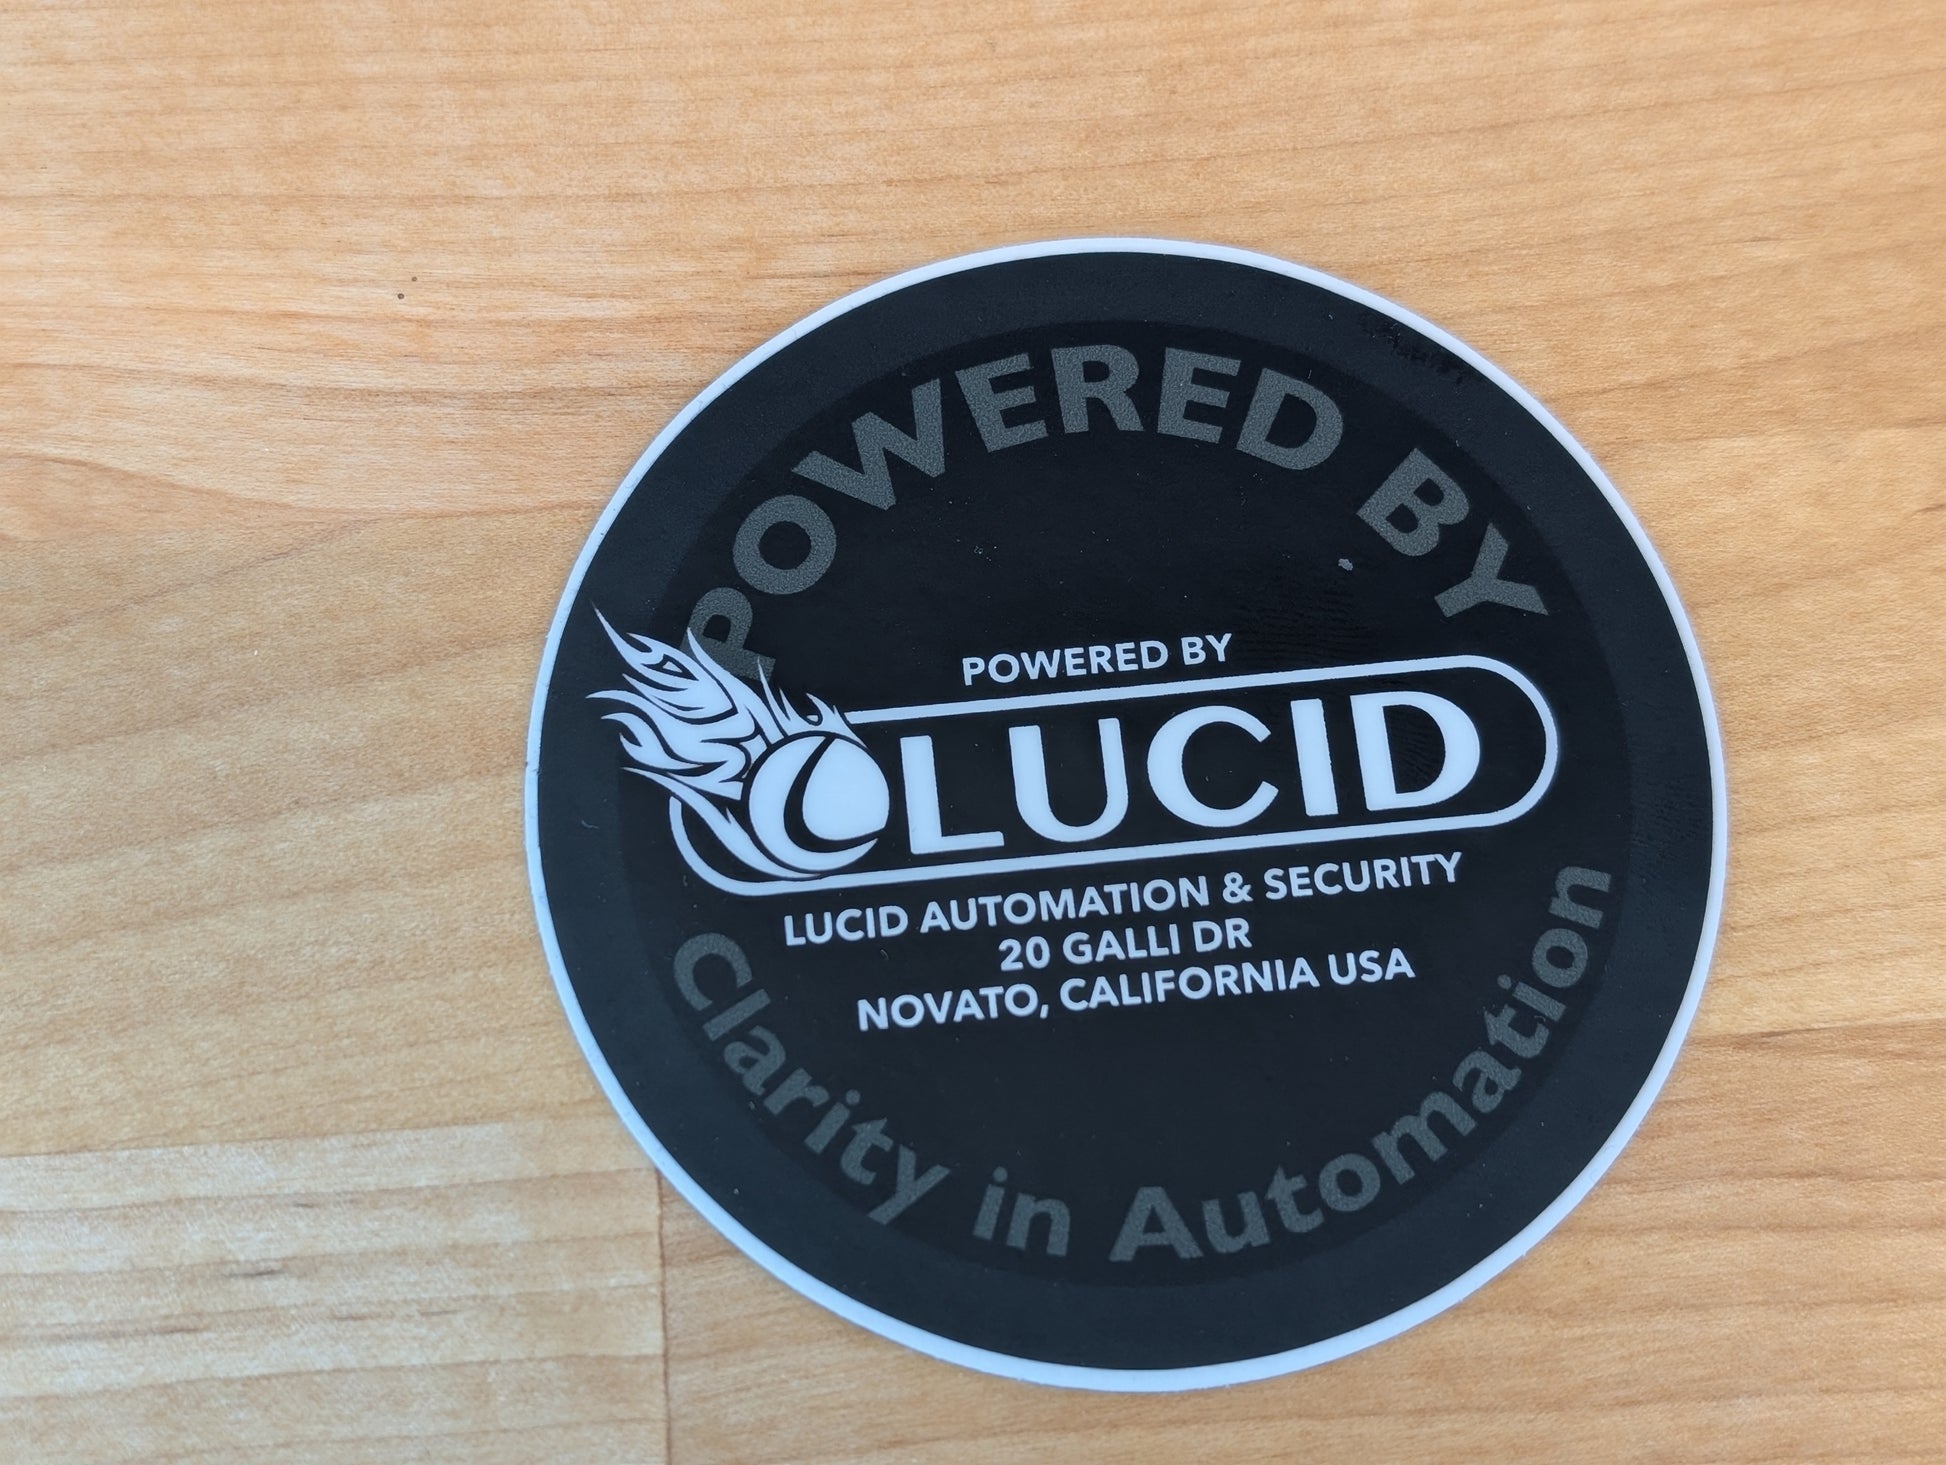 POWERED BY
POWERED BY
LUCID
LUCID AUTOMATION & SECURITY
20 GALLI DR
NOVATO, CALIFORNIA USA
Clarity in Automation